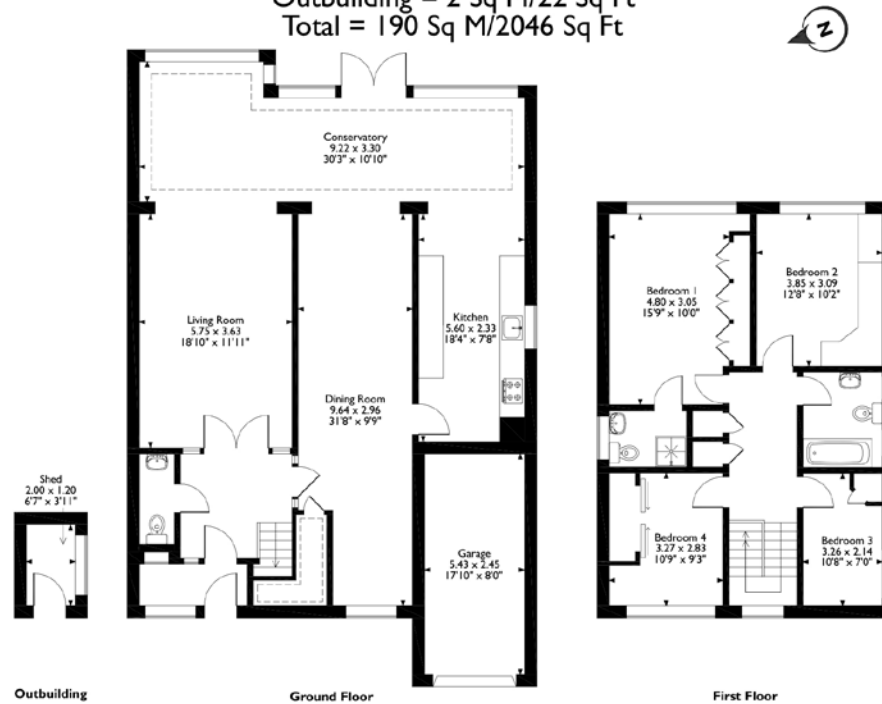 Outbuilding = 2 Sq M/22 Sq Ft
Total = 190 Sq M/2046 Sq Ft
N
Conservatory
9.22 x 3.30
30'3" x 10'10"
Living Room
5.75 x 3.63
18'10" x 11'11"
Kitchen
5.60 x 2.33
18'4" x 7'8"
Dining Room
9.64 x 2.96
31'8" x 9'9"
Garage
5.43 x 2.45
17'10" x 8'0"
Shed
2.00 x 1.20
6'7" x 3'11"
Bedroom 1
4.80 x 3.05
15'9" x 10'0"
Bedroom 2
3.85 x 3.09
12'8" x 10'2"
Bedroom 4
3.27 x 2.83
10'9" x 9'3"
Bedroom 3
3.26 x 2.14
10'8" x 7'0"
Outbuilding
Ground Floor
First Floor